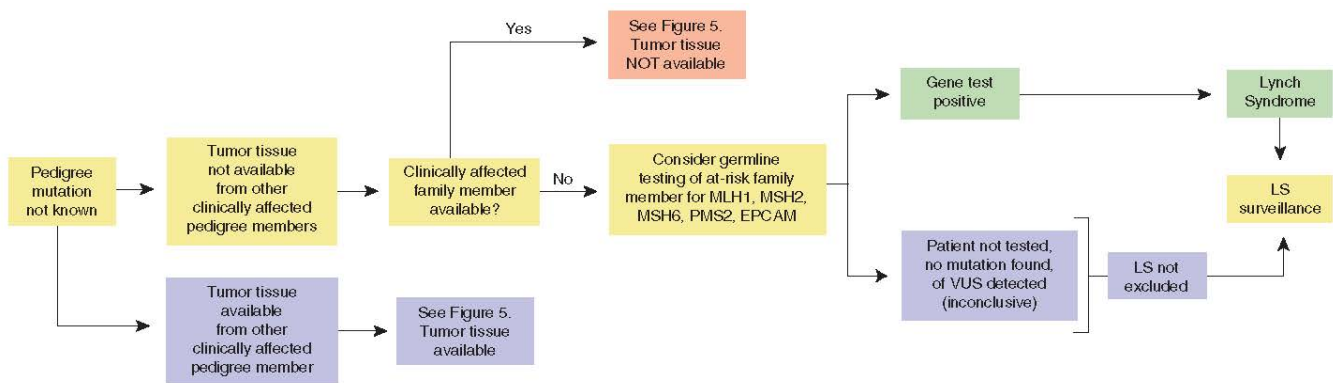 Yes
See Figure 5.
Tumor tissue
NOT available
Gene test
positive
Lynch
Syndrome
Pedigree
mutation
not known
Tumor tissue
not available
from other
clinically affected
pedigree members
Clinically affected
family member
available?
No
Consider germline
testing of at-risk family
member for MLH1, MSH2,
MSH6, PMS2, EPCAM
LS
surveillance
Patient not tested,
no mutation found,
of VUS detected
(inconclusive)
LS not
excluded
Tumor tissue
available
from other
clinically affected
pedigree member
See Figure 5.
Tumor tissue
available